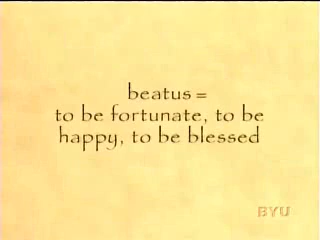 beatus =
to be fortunate, to be
happy, to be blessed
BYU